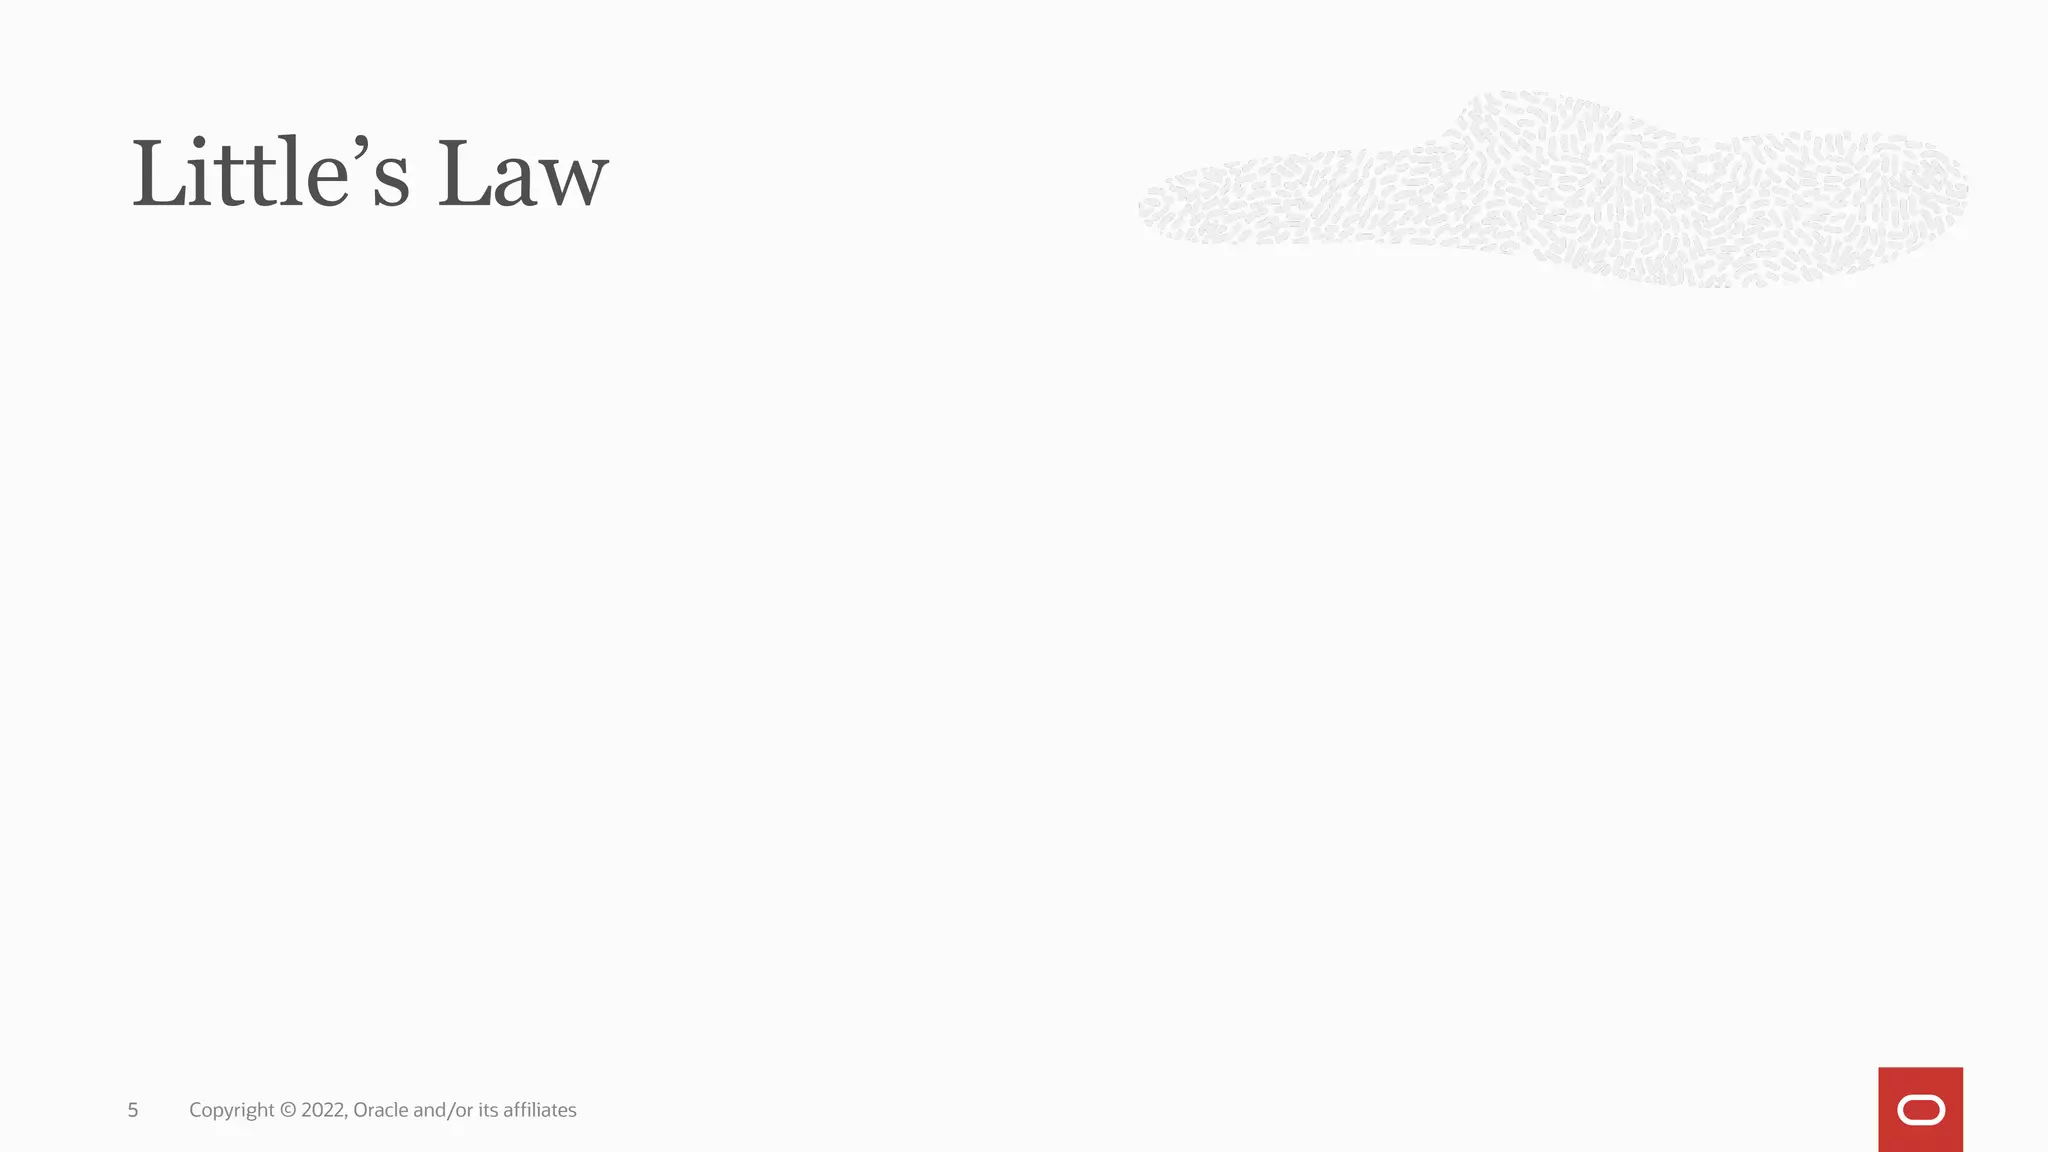 Little’s Law
5 Copyright © 2022, Oracle and/or its affiliates